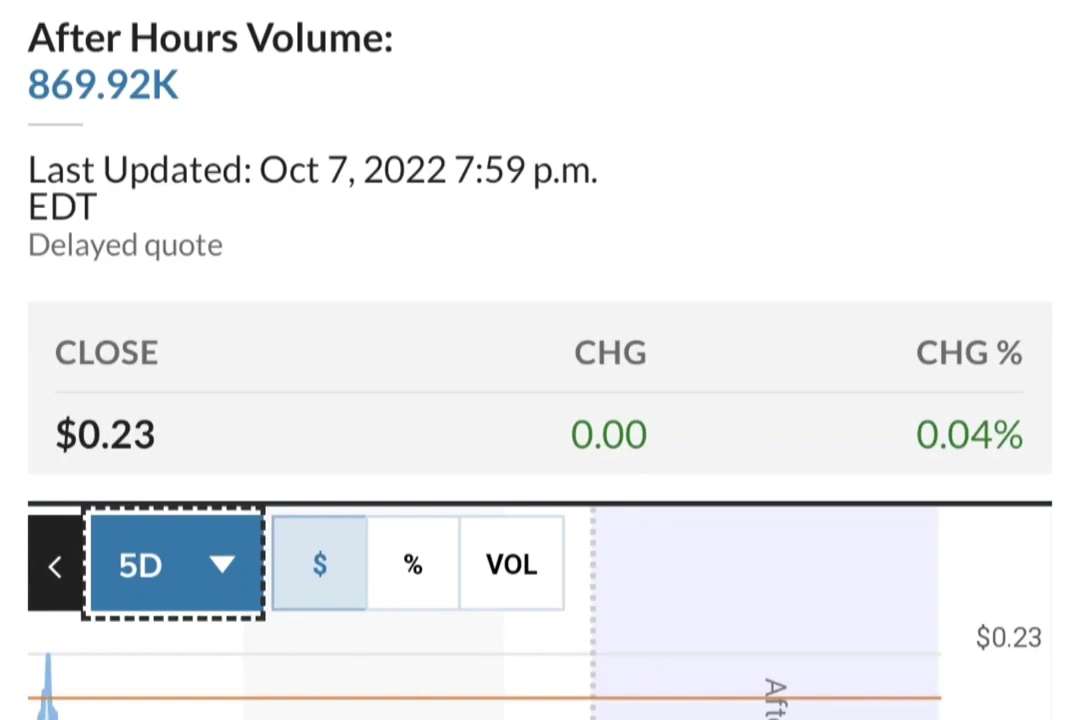 After Hours Volume:
869.92K
Last Updated: Oct 7, 2022 7:59 p.m.
EDT
Delayed quote
CLOSE CHG CHG %
$0.23 0.00 0.04%
5D $ % VOL
$0.23